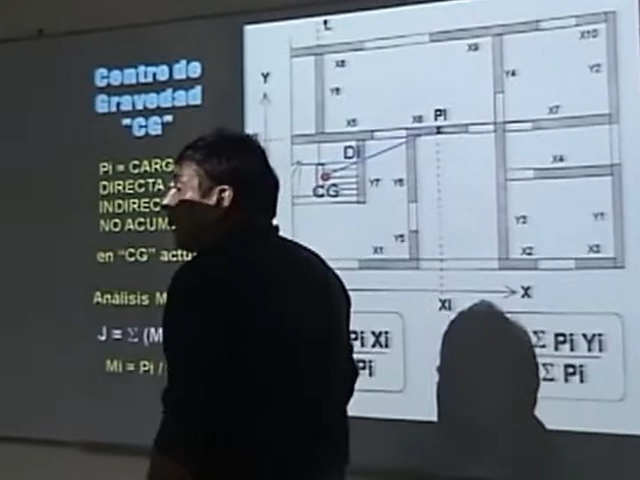 Centro de
Gravedad
"CG"
Pi = CARG
DIRECTA
INDIREC
NO ACUM
en "CG" actu
Análisis M
J = Σ (M
Mi = Pi /
L
Y
X8
X9
X10
Y4
Y2
X5
X6
X7
Pi
Di
CG
Y7
X4
Y3
Y1
Y5
X1
X2
X3
Xi
X
Pi Xi
Pi
Σ Pi Yi
Σ Pi